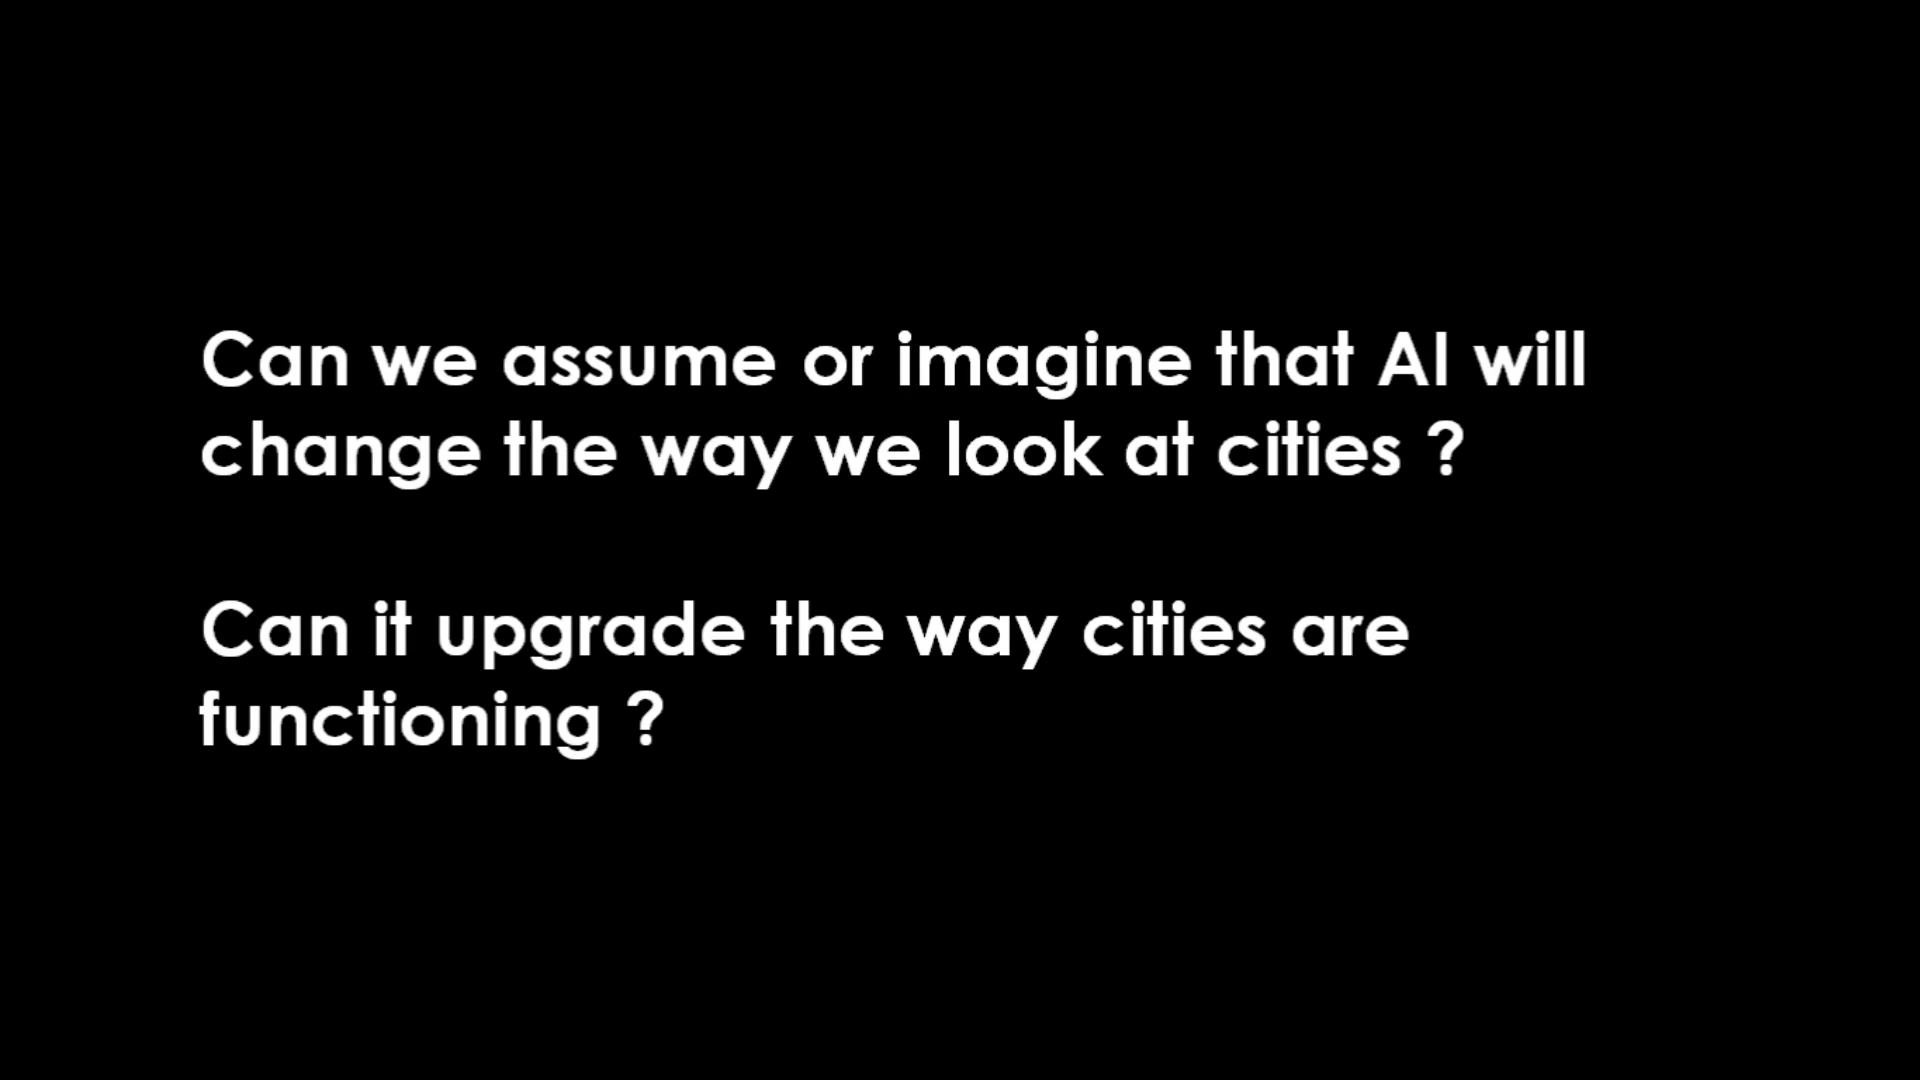 Can we assume or imagine that AI will
change the way we look at cities ?
Can it upgrade the way cities are
functioning ?